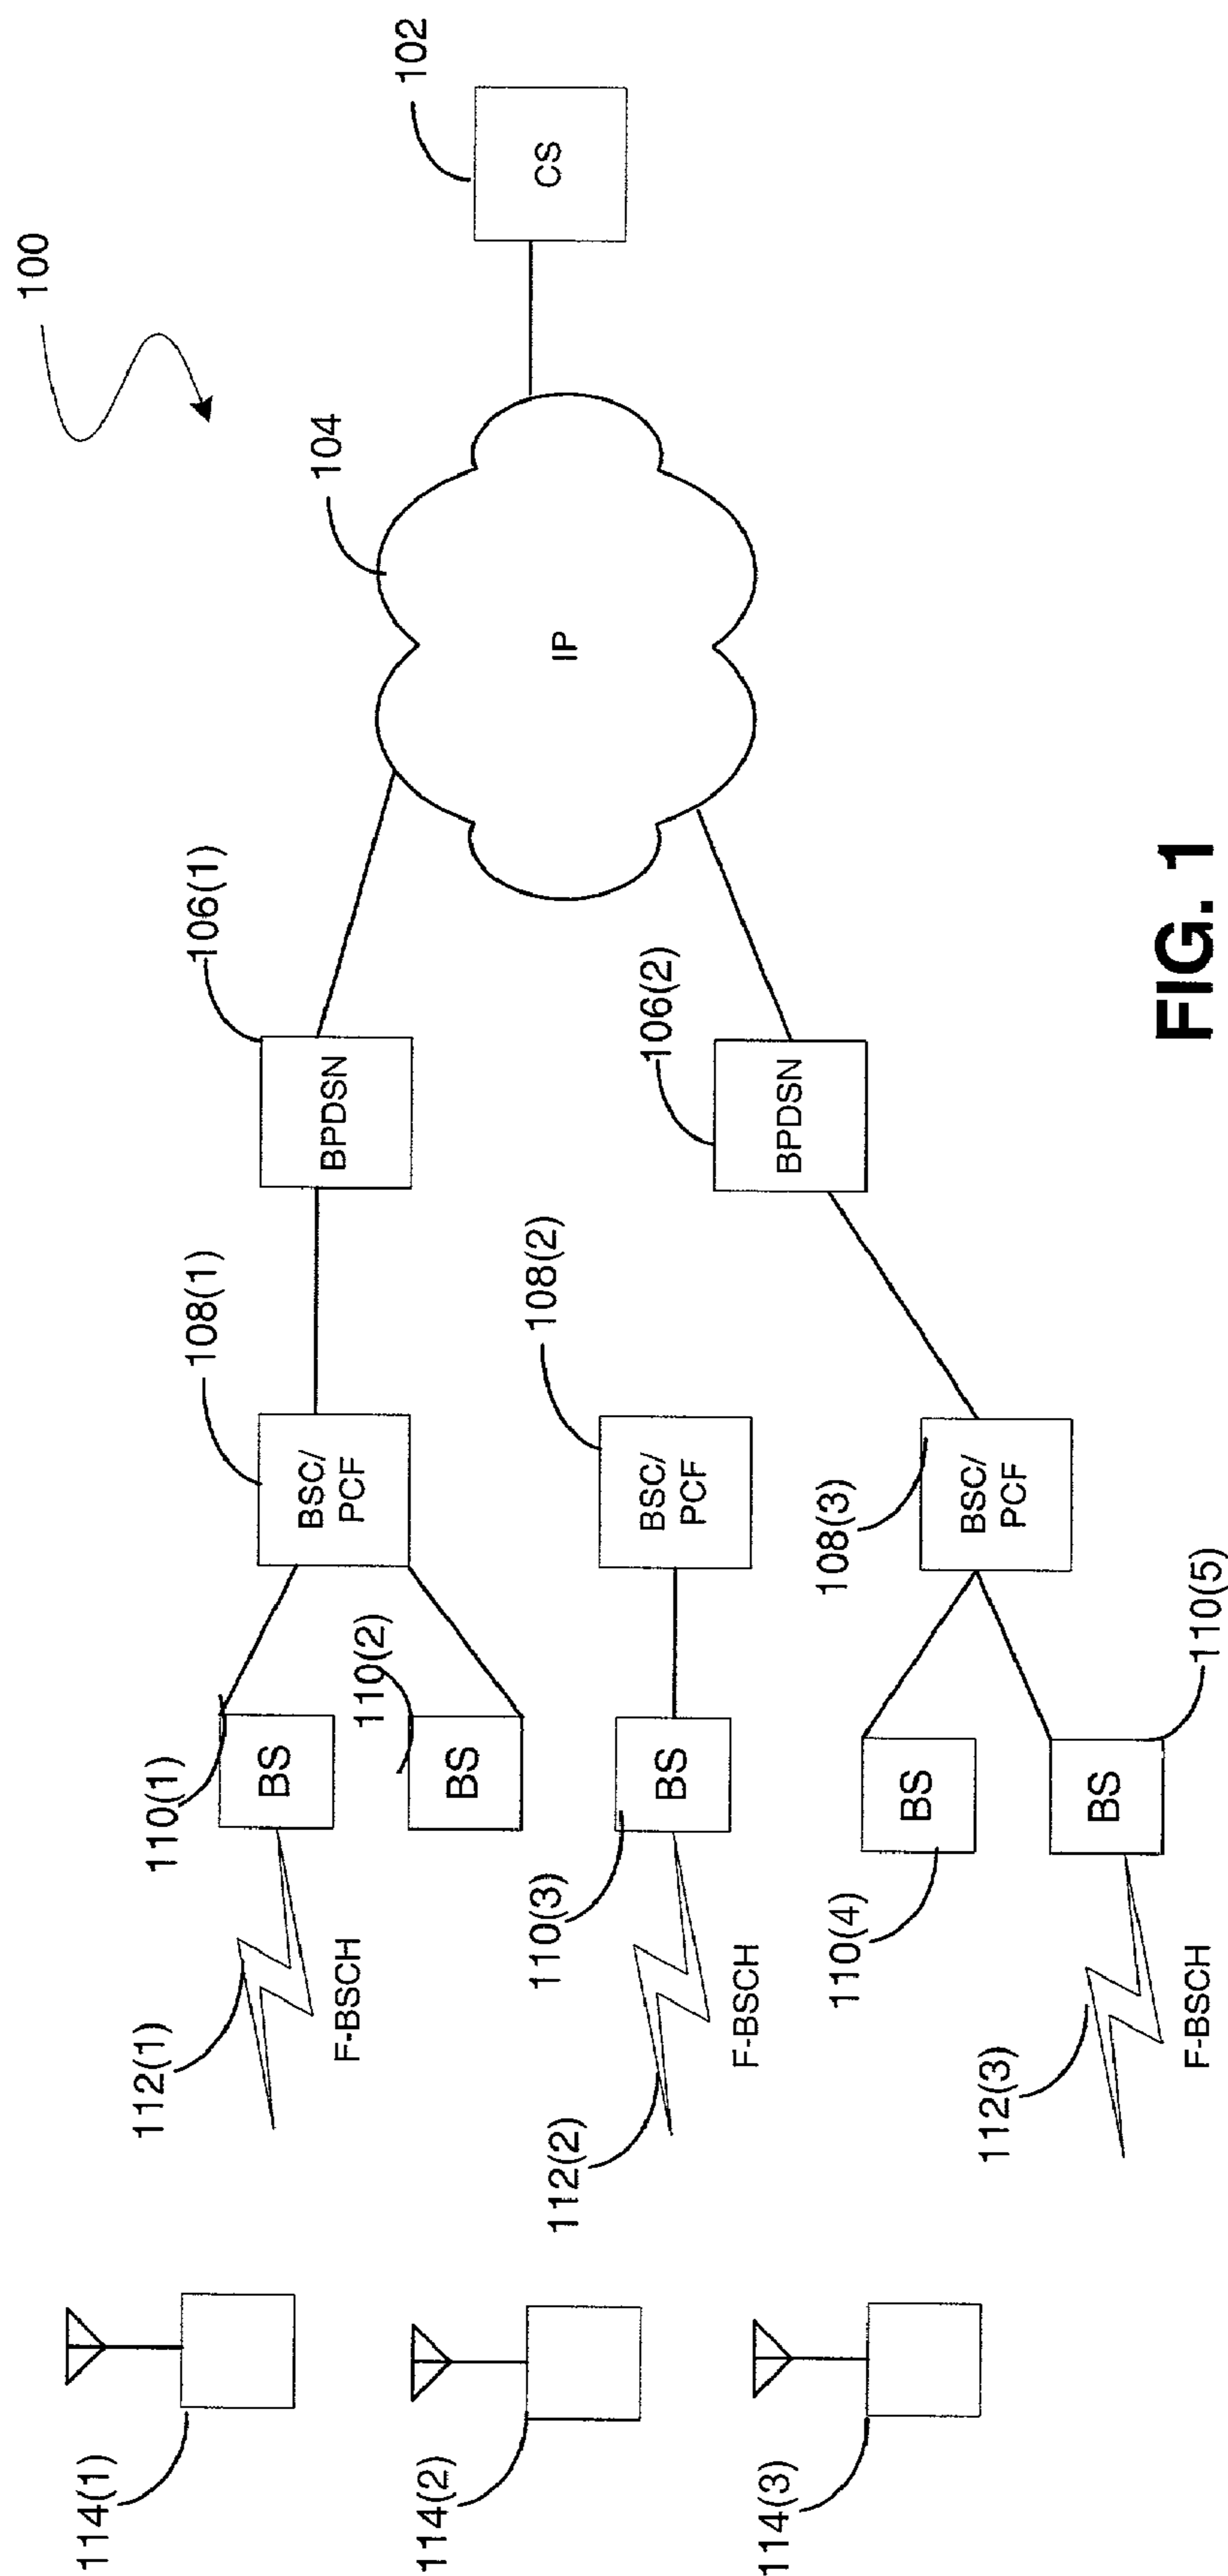 100
102
CS
104
IP
106(1)
BPDSN
106(2)
BPDSN
108(1)
BSC/
PCF
108(2)
BSC/
PCF
108(3)
BSC/
PCF
110(1)
BS
110(2)
BS
110(3)
BS
110(4)
BS
110(5)
BS
112(1)
F-BSCH
112(2)
F-BSCH
112(3)
F-BSCH
114(1)
114(2)
114(3)
FIG. 1